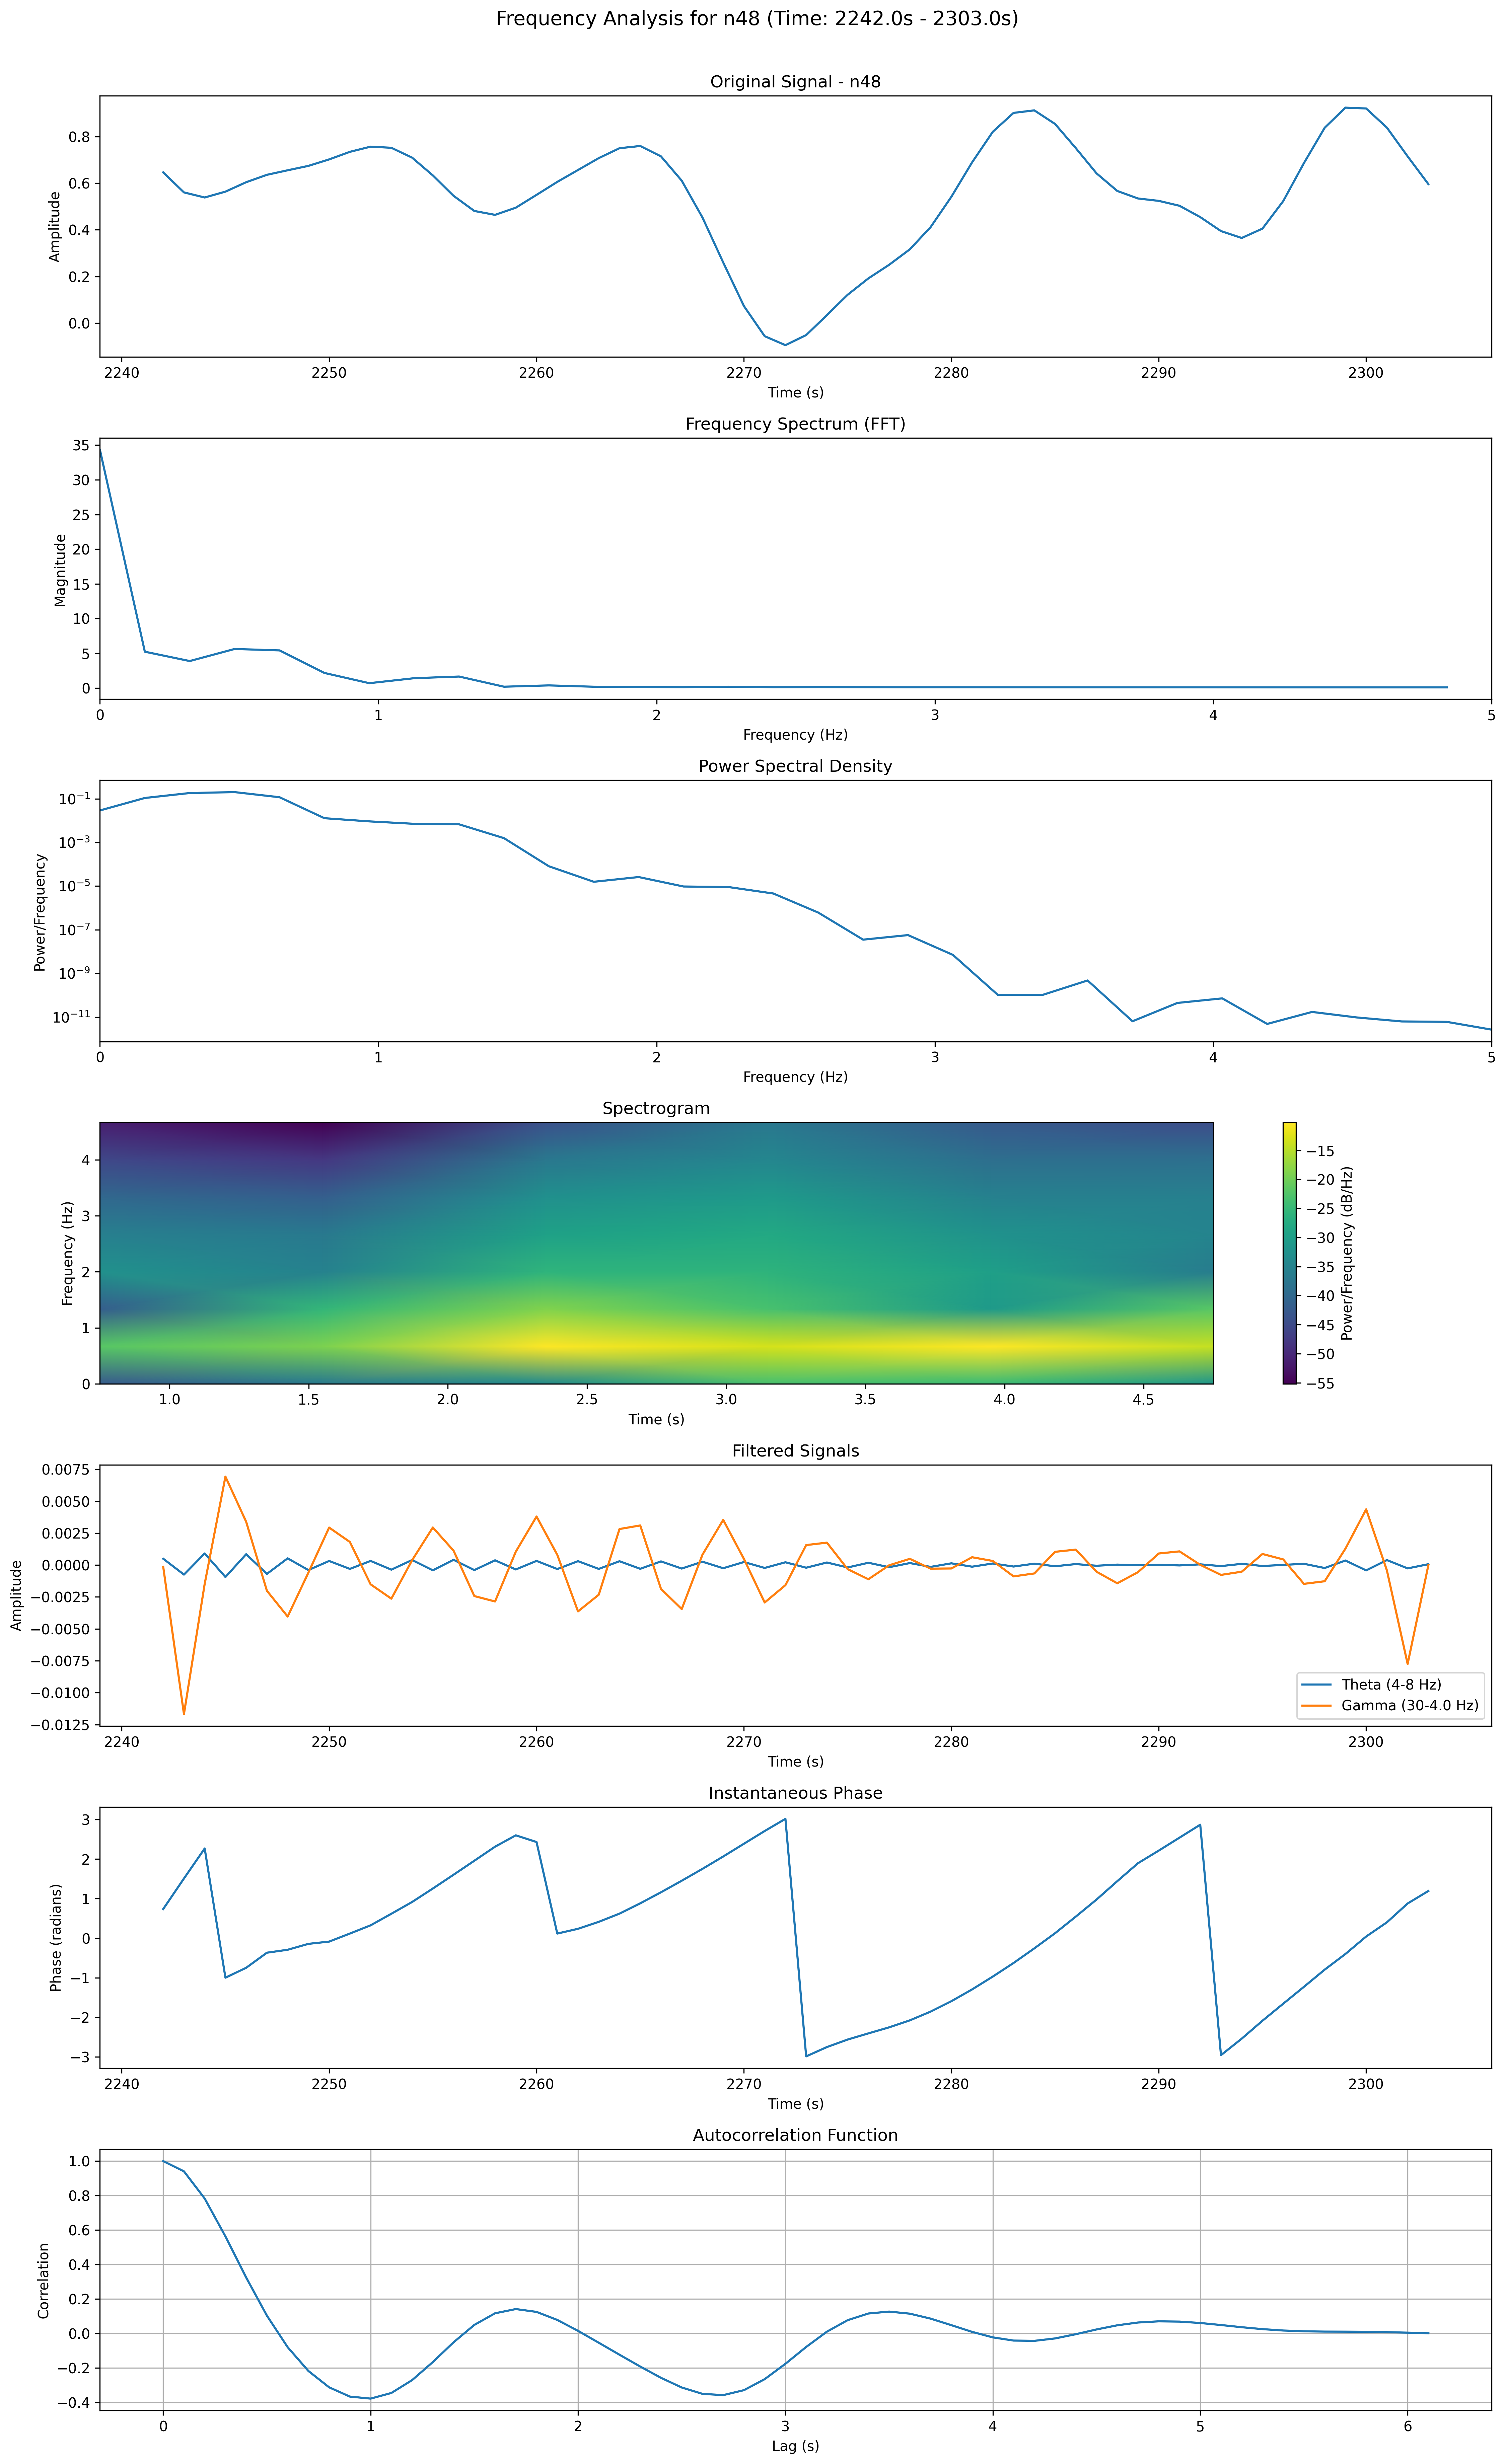 Frequency Analysis for n48 (Time: 2242.0s - 2303.0s)
Original Signal - n48
Amplitude
0.8
0.6
0.4
0.2
0.0
2240 2250 2260 2270 2280 2290 2300
Time (s)
Frequency Spectrum (FFT)
Magnitude
35
30
25
20
15
10
5
0
0 1 2 3 4 5
Frequency (Hz)
Power Spectral Density
Power/Frequency
10⁻¹
10⁻³
10⁻⁵
10⁻⁷
10⁻⁹
10⁻¹¹
0 1 2 3 4 5
Frequency (Hz)
Spectrogram
Frequency (Hz)
4
3
2
1
0
1.0 1.5 2.0 2.5 3.0 3.5 4.0 4.5
Time (s)
−15
−20
−25
−30
−35
−40
−45
−50
−55
Power/Frequency (dB/Hz)
Filtered Signals
Amplitude
0.0075
0.0050
0.0025
0.0000
−0.0025
−0.0050
−0.0075
−0.0100
−0.0125
Theta (4-8 Hz)
Gamma (30-4.0 Hz)
2240 2250 2260 2270 2280 2290 2300
Time (s)
Instantaneous Phase
Phase (radians)
3
2
1
0
−1
−2
−3
2240 2250 2260 2270 2280 2290 2300
Time (s)
Autocorrelation Function
Correlation
1.0
0.8
0.6
0.4
0.2
0.0
−0.2
−0.4
0 1 2 3 4 5 6
Lag (s)